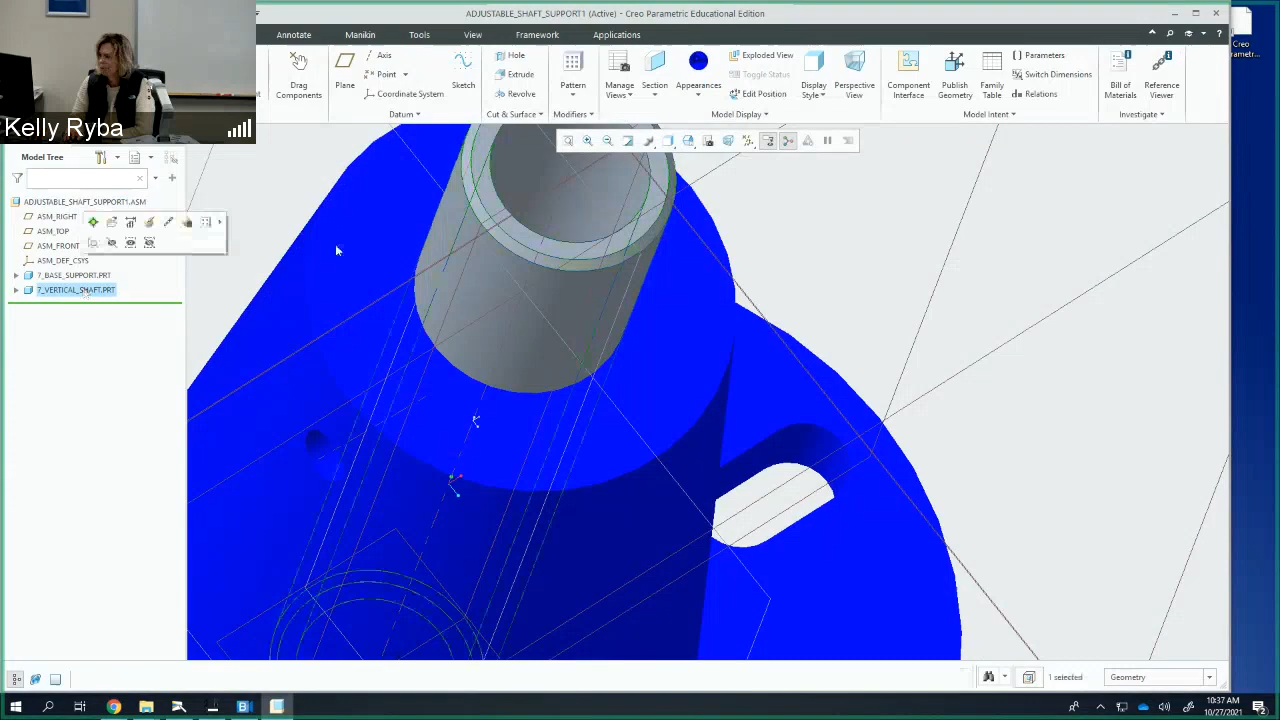 ADJUSTABLE_SHAFT_SUPPORT1 (Active) - Creo Parametric Educational Edition
Annotate Manikin Tools View Framework Applications
Drag Components
Plane
Axis
Point
Coordinate System
Sketch
Datum
Hole
Extrude
Revolve
Cut & Surface
Pattern
Modifiers
Manage Views
Section
Appearances
Exploded View
Toggle Status
Edit Position
Display Style
Perspective View
Model Display
Component Interface
Publish Geometry
Family Table
Parameters
Switch Dimensions
Relations
Model Intent
Bill of Materials
Reference Viewer
Investigate
Kelly Ryba
Model Tree
ADJUSTABLE_SHAFT_SUPPORT1.ASM
ASM_RIGHT
ASM_TOP
ASM_FRONT
ASM_DEF_CSYS
7_BASE_SUPPORT.PRT
7_VERTICAL_SHAFT.PRT
1 selected
Geometry
10:37 AM
10/27/2021
Creo